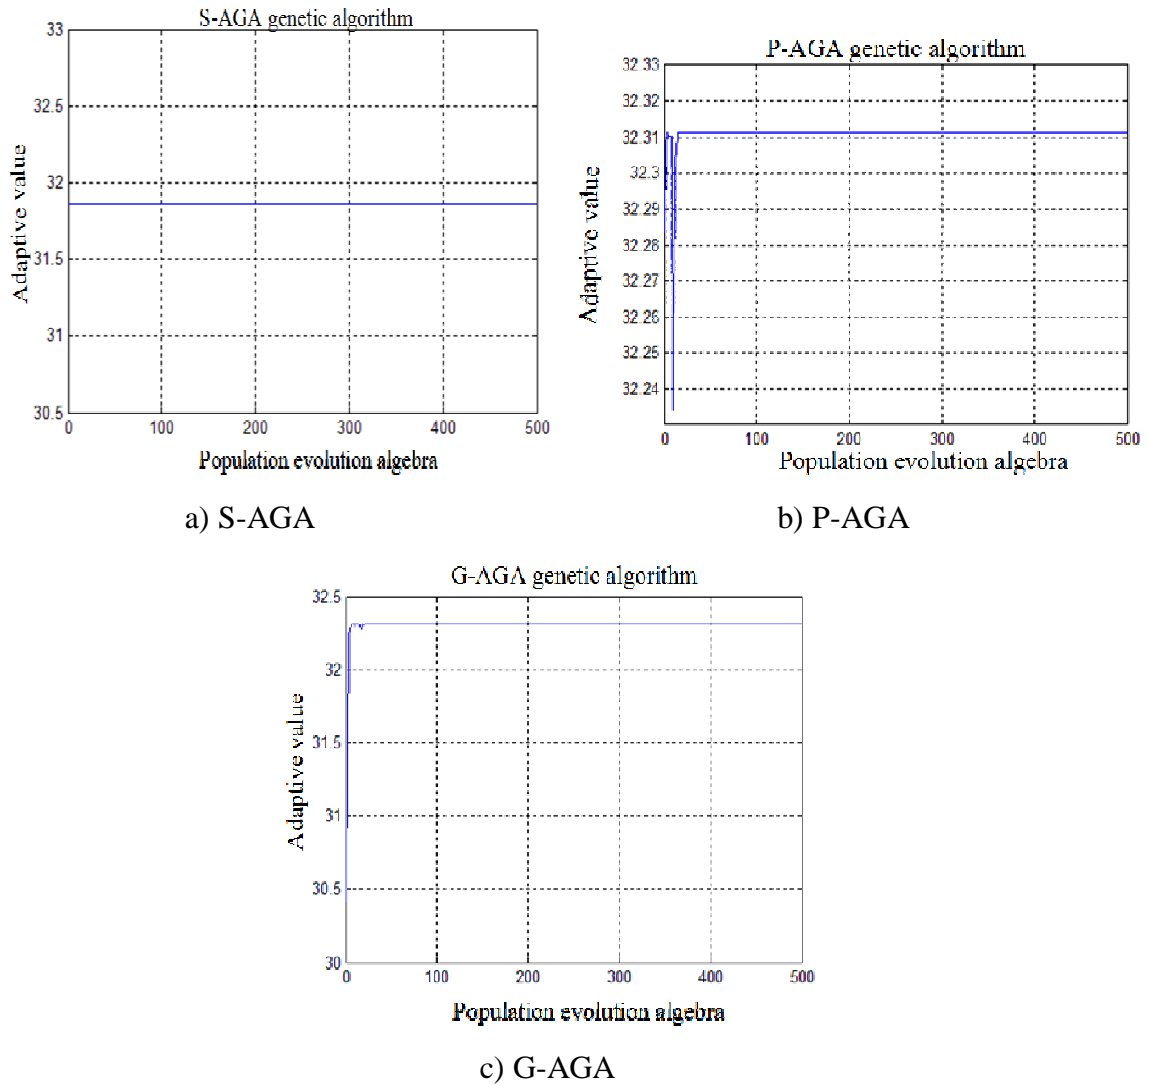 S-AGA genetic algorithm
33
32.5
32
31.5
31
30.5
0 100 200 300 400 500
Adaptive value
Population evolution algebra
a) S-AGA
P-AGA genetic algorithm
32.33
32.32
32.31
32.3
32.29
32.28
32.27
32.26
32.25
32.24
0 100 200 300 400 500
Adaptive value
Population evolution algebra
b) P-AGA
G-AGA genetic algorithm
32.5
32
31.5
31
30.5
30
0 100 200 300 400 500
Adaptive value
Population evolution algebra
c) G-AGA